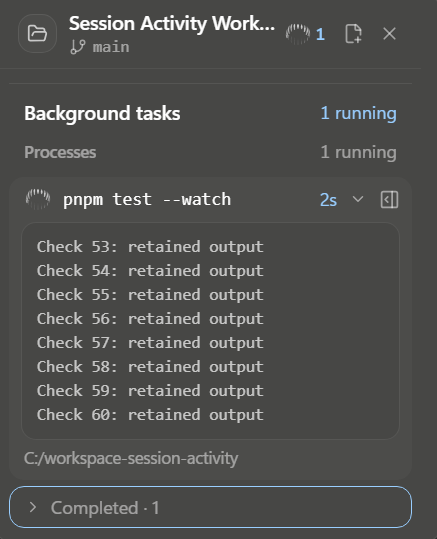 Session Activity Work...
1
main
Background tasks
1 running
Processes
1 running
pnpm test --watch
2s
Check 53: retained output
Check 54: retained output
Check 55: retained output
Check 56: retained output
Check 57: retained output
Check 58: retained output
Check 59: retained output
Check 60: retained output
C:/workspace-session-activity
Completed · 1